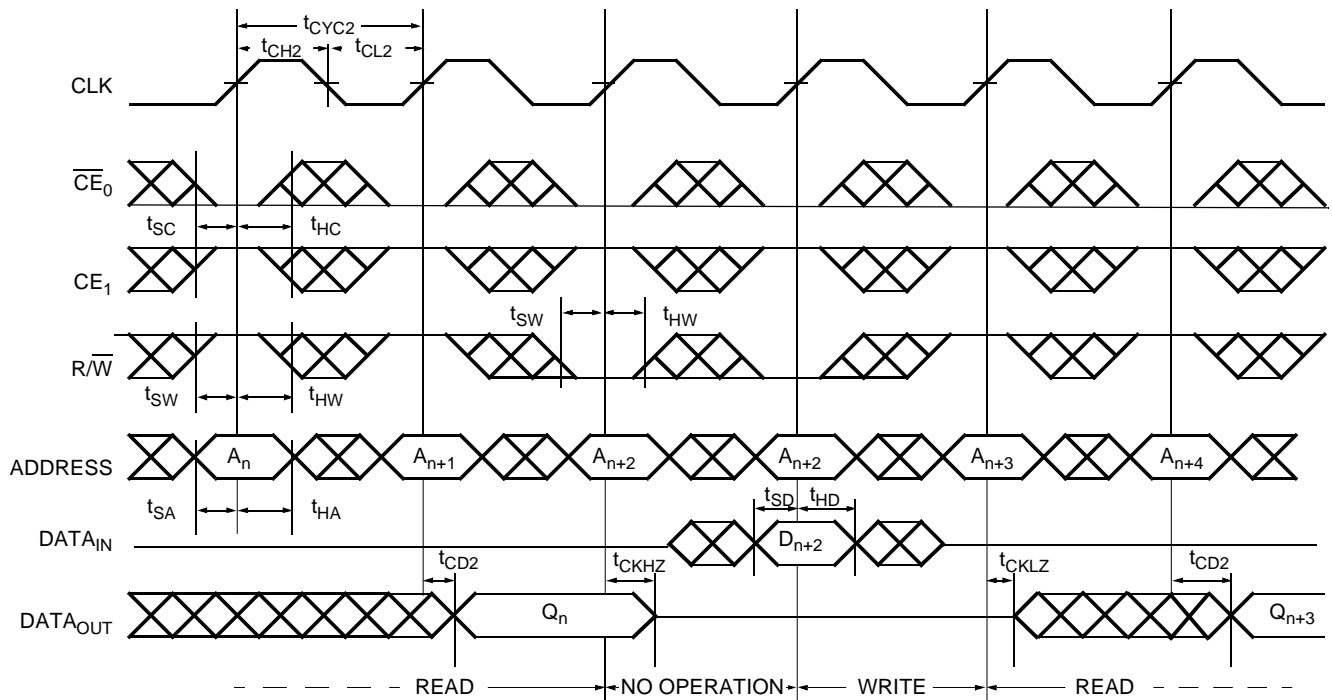 tCYC2
tCH2 tCL2
CLK
CE0
tSC tHC
CE1
tSW tHW
R/W
tSW tHW
ADDRESS An An+1 An+2 An+2 An+3 An+4
tSA tHA tSD tHD
DATAIN Dn+2
tCD2 tCKHZ tCKLZ tCD2
DATAOUT Qn Qn+3
READ NO OPERATION WRITE READ